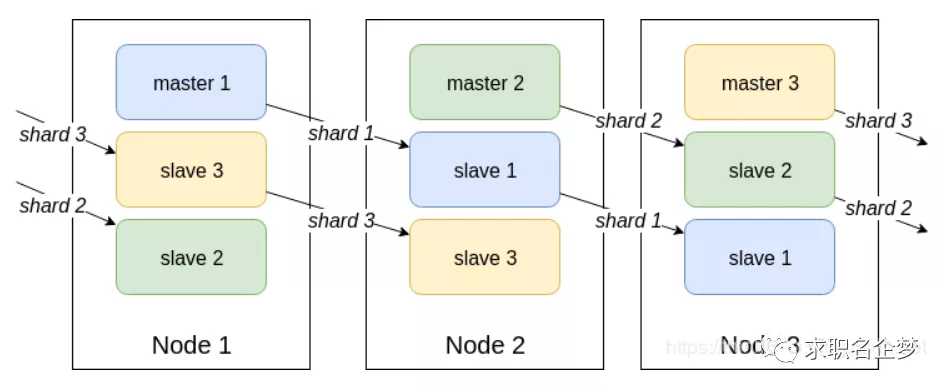 master 1
master 2
master 3
shard 3
shard 1
shard 2
shard 3
slave 3
slave 1
slave 2
shard 2
shard 3
shard 1
shard 2
slave 2
slave 3
slave 1
Node 1
Node 2
Node 3
https://
求职名企梦